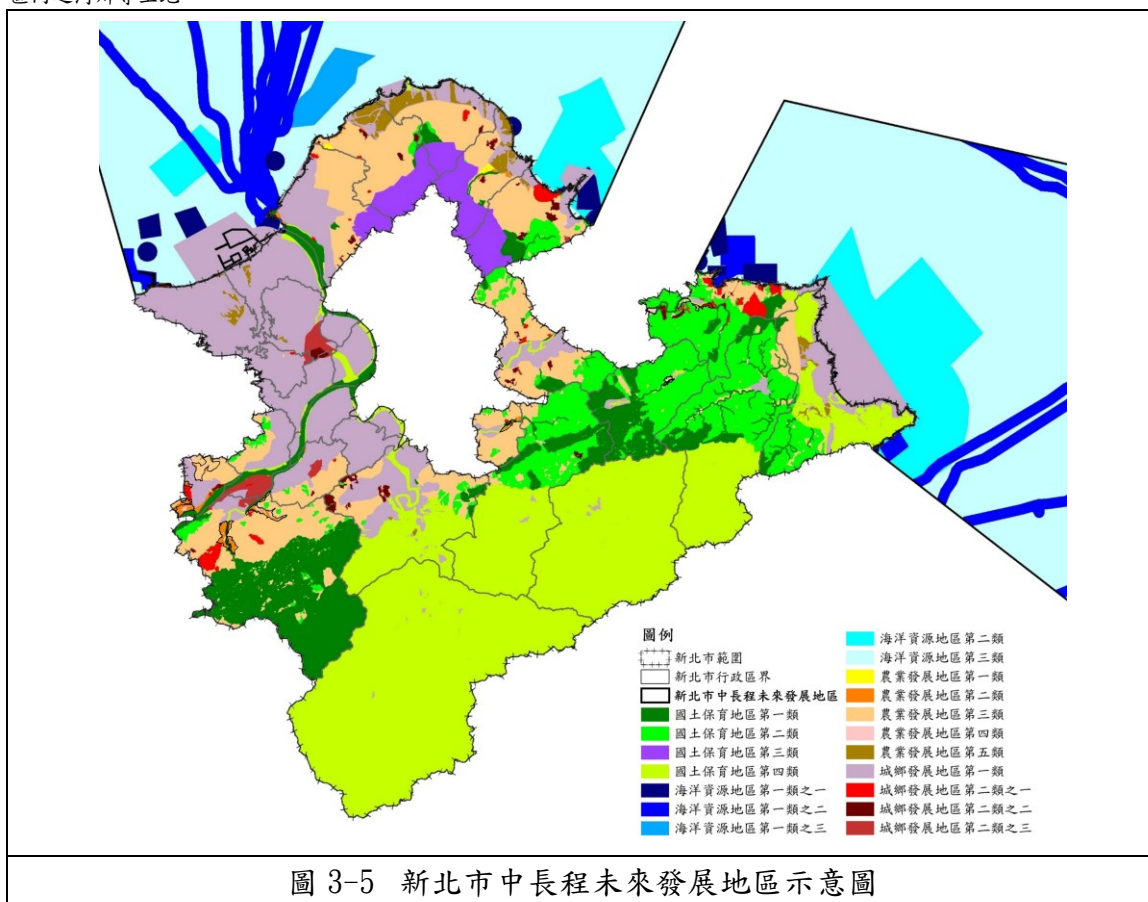 圖例
新北市範圍
新北市行政區界
新北市中長程未來發展地區
國土保育地區第一類
國土保育地區第二類
國土保育地區第三類
國土保育地區第四類
海洋資源地區第一類之一
海洋資源地區第一類之二
海洋資源地區第一類之三
海洋資源地區第二類
海洋資源地區第三類
農業發展地區第一類
農業發展地區第二類
農業發展地區第三類
農業發展地區第四類
農業發展地區第五類
城鄉發展地區第一類
城鄉發展地區第二類之一
城鄉發展地區第二類之二
城鄉發展地區第二類之三
圖 3-5 新北市中長程未來發展地區示意圖